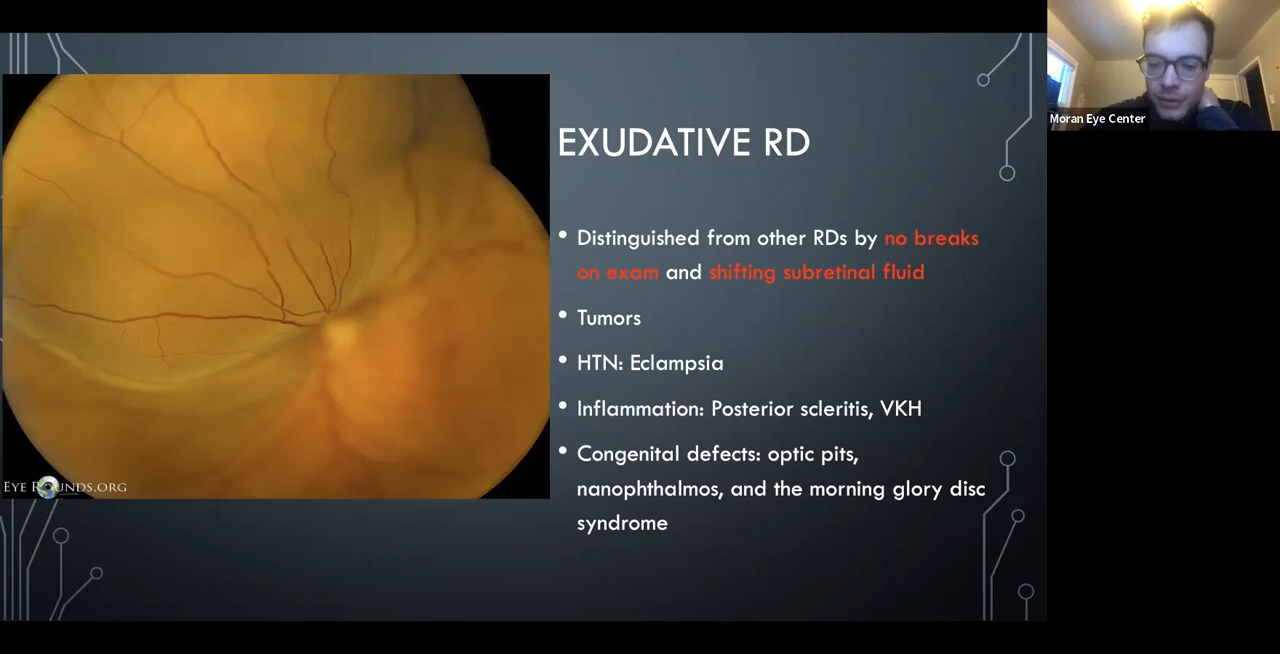 EXUDATIVE RD
• Distinguished from other RDs by no breaks
on exam and shifting subretinal fluid
• Tumors
• HTN: Eclampsia
• Inflammation: Posterior scleritis, VKH
• Congenital defects: optic pits,
nanophthalmos, and the morning glory disc
syndrome
EYE ROUNDS.ORG
Moran Eye Center